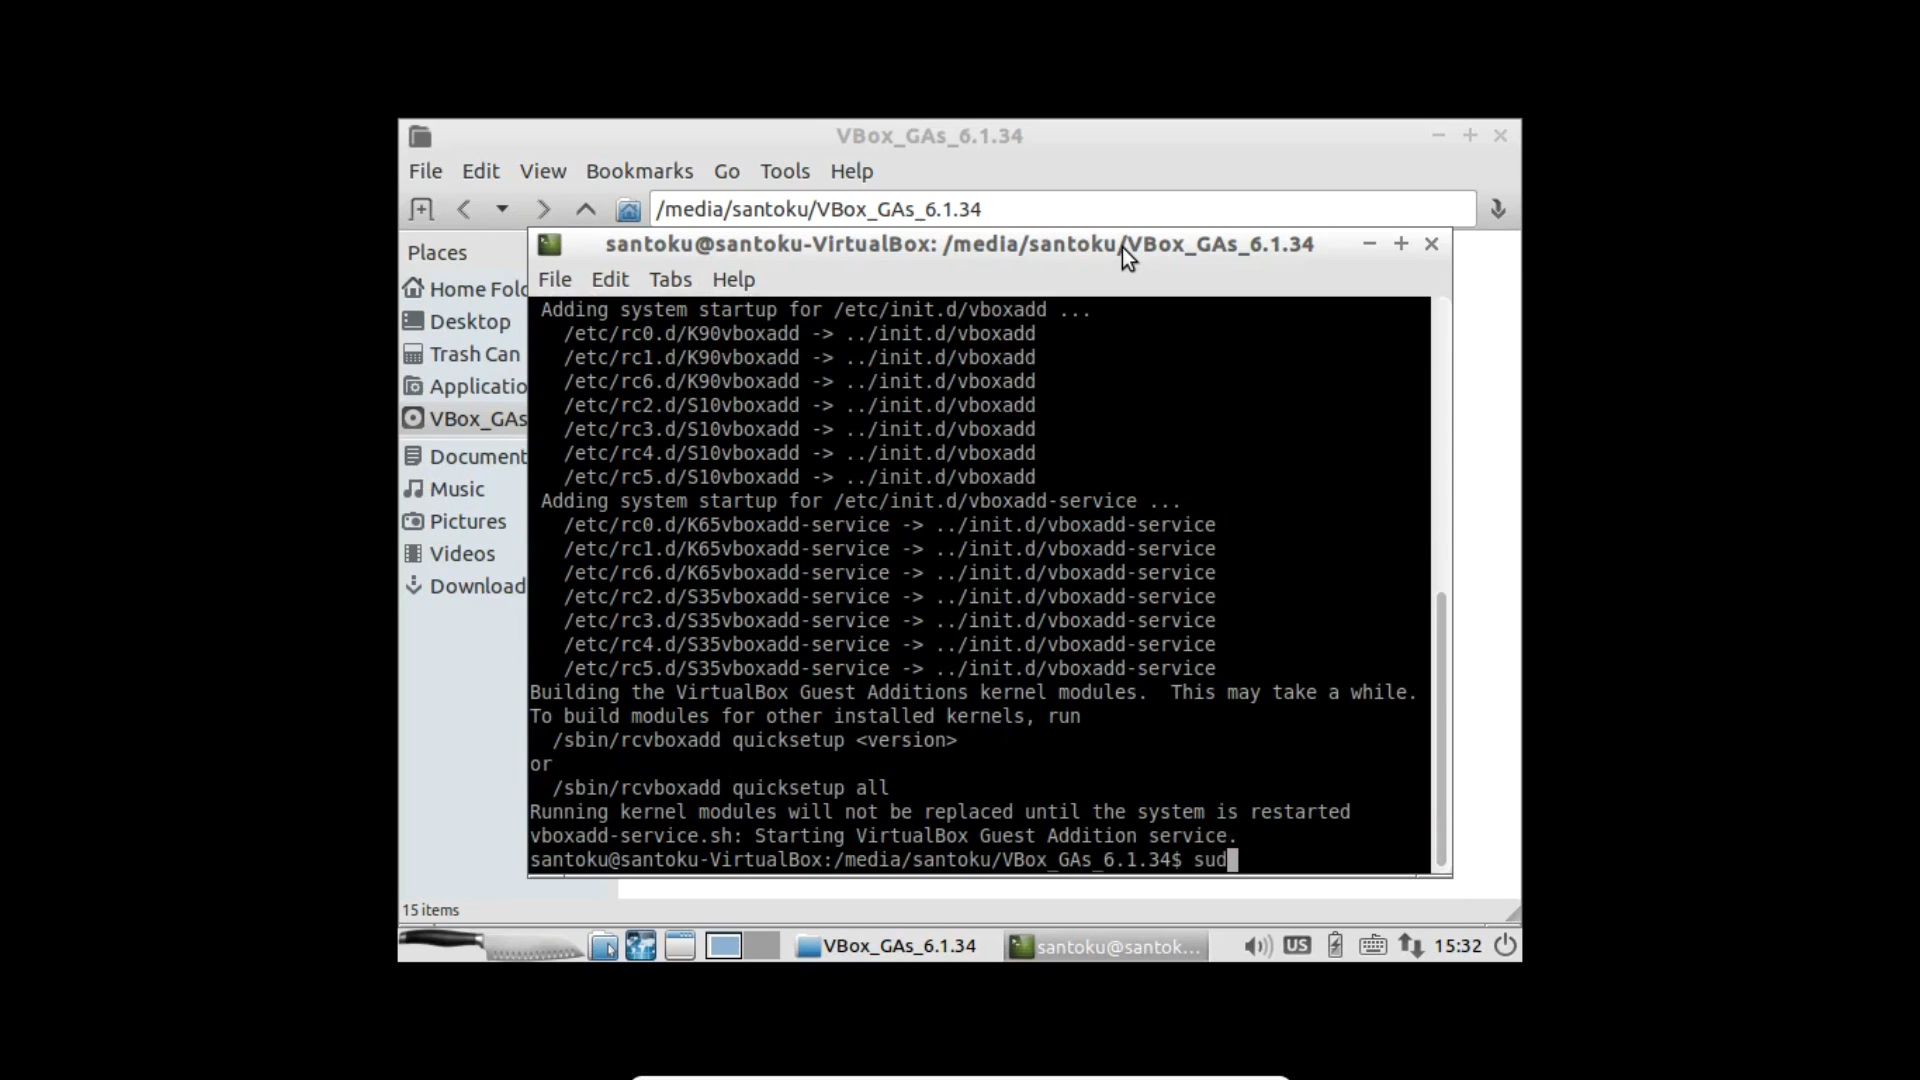 VBox_GAs_6.1.34
File Edit View Bookmarks Go Tools Help
/media/santoku/VBox_GAs_6.1.34
Places
Home Fold
Desktop
Trash Can
Applicatio
VBox_GAs
Document
Music
Pictures
Videos
Download
santoku@santoku-VirtualBox: /media/santoku/VBox_GAs_6.1.34
File Edit Tabs Help
Adding system startup for /etc/init.d/vboxadd ...
/etc/rc0.d/K90vboxadd -> ../init.d/vboxadd
/etc/rc1.d/K90vboxadd -> ../init.d/vboxadd
/etc/rc6.d/K90vboxadd -> ../init.d/vboxadd
/etc/rc2.d/S10vboxadd -> ../init.d/vboxadd
/etc/rc3.d/S10vboxadd -> ../init.d/vboxadd
/etc/rc4.d/S10vboxadd -> ../init.d/vboxadd
/etc/rc5.d/S10vboxadd -> ../init.d/vboxadd
Adding system startup for /etc/init.d/vboxadd-service ...
/etc/rc0.d/K65vboxadd-service -> ../init.d/vboxadd-service
/etc/rc1.d/K65vboxadd-service -> ../init.d/vboxadd-service
/etc/rc6.d/K65vboxadd-service -> ../init.d/vboxadd-service
/etc/rc2.d/S35vboxadd-service -> ../init.d/vboxadd-service
/etc/rc3.d/S35vboxadd-service -> ../init.d/vboxadd-service
/etc/rc4.d/S35vboxadd-service -> ../init.d/vboxadd-service
/etc/rc5.d/S35vboxadd-service -> ../init.d/vboxadd-service
Building the VirtualBox Guest Additions kernel modules.  This may take a while.
To build modules for other installed kernels, run
/sbin/rcvboxadd quicksetup <version>
or
/sbin/rcvboxadd quicksetup all
Running kernel modules will not be replaced until the system is restarted
vboxadd-service.sh: Starting VirtualBox Guest Addition service.
santoku@santoku-VirtualBox:/media/santoku/VBox_GAs_6.1.34$ sud
15 items
VBox_GAs_6.1.34 santoku@santok... US 15:32